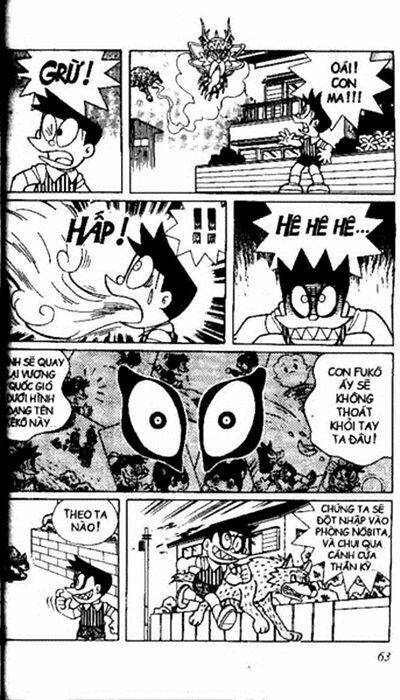 GRỪ!
OÁI!
CON
MA!!!
HẤP!
HÊ HÊ HÊ...
NH SẼ QUAY
LẠI VƯƠNG
QUỐC GIÓ
DƯỚI HÌNH
DẠNG TÊN
KÊKÔ NÀY
CON FUKÔ
ẤY SẼ
KHÔNG
THOÁT
KHỎI TAY
TA ĐÂU!
THEO TA
NÀO!
CHÚNG TA SẼ
ĐỘT NHẬP VÀO
PHÒNG NÔBITA,
VÀ CHUI QUA
CÁNH CỬA
THẦN KỲ...
63